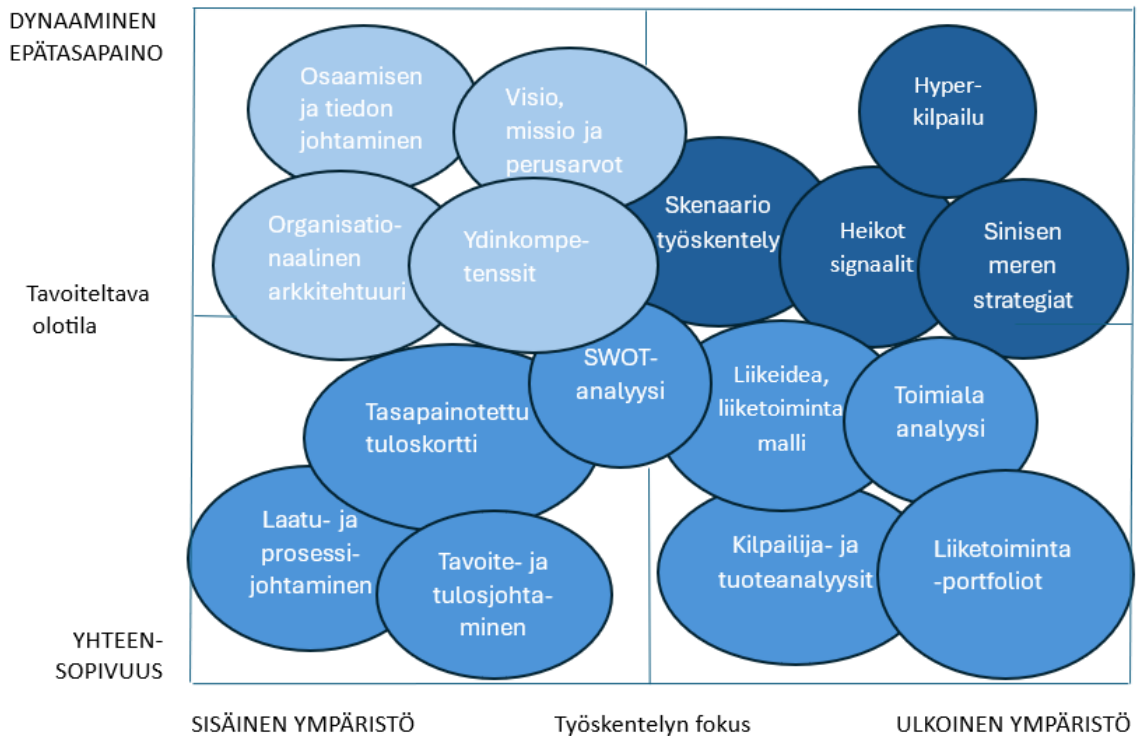 DYNAAMINEN
EPÄTASAPAINO
Osaamisen
ja tiedon
johtaminen
Visio,
missio ja
perusarvot
Hyper-
kilpailu
Organisatio-
naalinen
arkkitehtuuri
Ydinkompe-
tenssit
Skenaario
työskentely
Heikot
signaalit
Sinisen
meren
strategiat
Tavoiteltava
olotila
Tasapainotettu
tuloskortti
SWOT-
analyysi
Liikeidea,
liiketoiminta
malli
Toimiala
analyysi
Laatu- ja
prosessi-
johtaminen
Tavoite- ja
tulosjohta-
minen
Kilpailija- ja
tuoteanalyysit
Liiketoiminta
-portfoliot
YHTEEN-
SOPIVUUS
SISÄINEN YMPÄRISTÖ
Työskentelyn fokus
ULKOINEN YMPÄRISTÖ